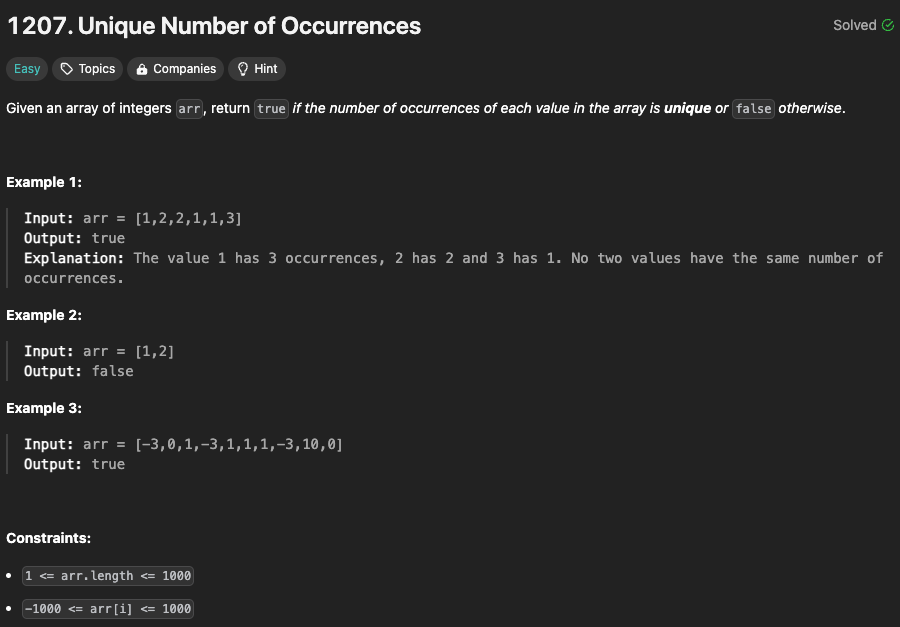 1207. Unique Number of Occurrences
Solved
Easy Topics Companies Hint
Given an array of integers arr, return true if the number of occurrences of each value in the array is unique or false otherwise.
Example 1:
Input: arr = [1,2,2,1,1,3]
Output: true
Explanation: The value 1 has 3 occurrences, 2 has 2 and 3 has 1. No two values have the same number of
occurrences.
Example 2:
Input: arr = [1,2]
Output: false
Example 3:
Input: arr = [-3,0,1,-3,1,1,1,-3,10,0]
Output: true
Constraints:
• 1 <= arr.length <= 1000
• -1000 <= arr[i] <= 1000